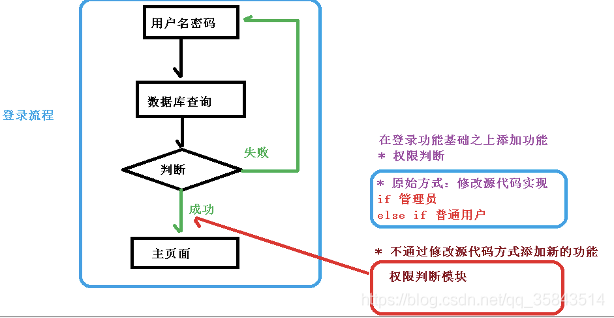 用户名密码
登录流程
数据库查询
失败
判断
成功
主页面
在登录功能基础之上添加功能
* 权限判断
* 原始方式：修改源代码实现
if 管理员
else if 普通用户
* 不通过修改源代码方式添加新的功能
权限判断模块
https://blog.csdn.net/qq_35843514